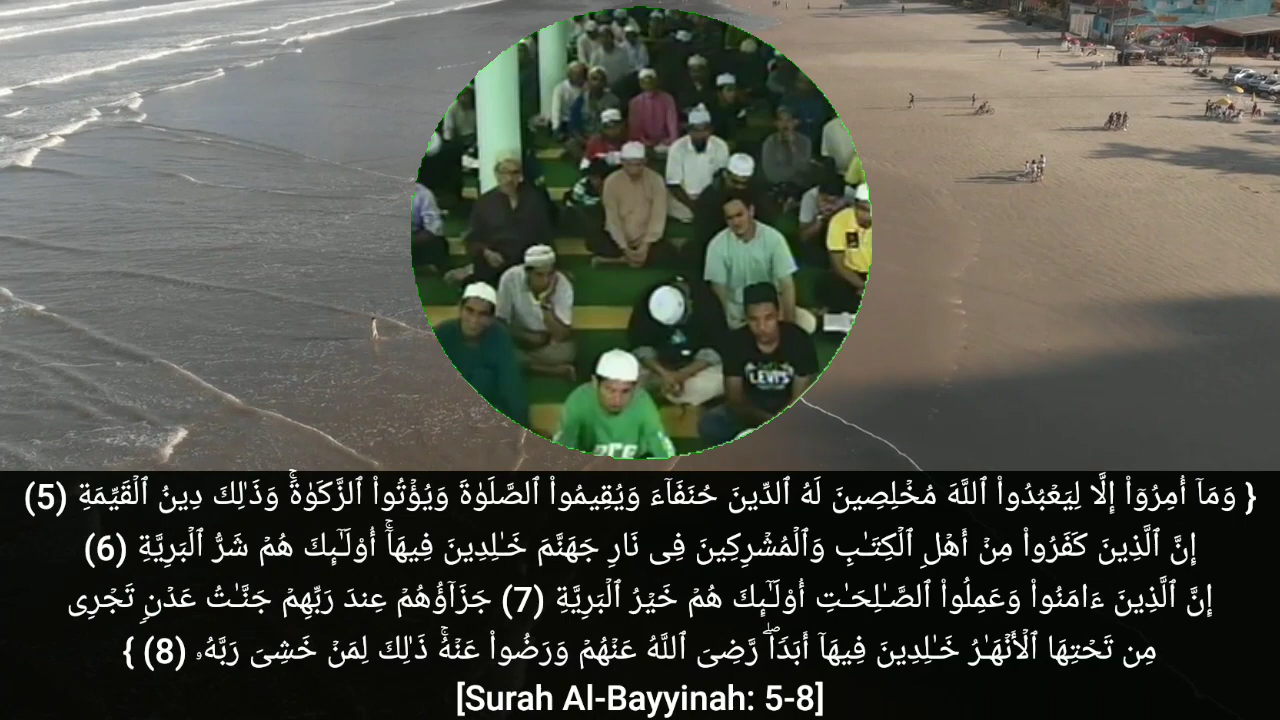 { وَمَآ أُمِرُوٓا۟ إِلَّا لِيَعۡبُدُوا۟ ٱللَّهَ مُخۡلِصِينَ لَهُ ٱلدِّينَ حُنَفَآءَ وَيُقِيمُوا۟ ٱلصَّلَوٰةَ وَيُؤۡتُوا۟ ٱلزَّكَوٰةَۚ وَذَٰلِكَ دِينُ ٱلۡقَيِّمَةِ (5)
إِنَّ ٱلَّذِينَ كَفَرُوا۟ مِنۡ أَهۡلِ ٱلۡكِتَـٰبِ وَٱلۡمُشۡرِكِينَ فِى نَارِ جَهَنَّمَ خَـٰلِدِينَ فِيهَآۚ أُو۟لَـٰٓئِكَ هُمۡ شَرُّ ٱلۡبَرِيَّةِ (6)
إِنَّ ٱلَّذِينَ ءَامَنُوا۟ وَعَمِلُوا۟ ٱلصَّـٰلِحَـٰتِ أُو۟لَـٰٓئِكَ هُمۡ خَيۡرُ ٱلۡبَرِيَّةِ (7) جَزَآؤُهُمۡ عِندَ رَبِّهِمۡ جَنَّـٰتُ عَدۡنࣲ تَجۡرِى
مِن تَحۡتِهَا ٱلۡأَنۡهَـٰرُ خَـٰلِدِينَ فِيهَآ أَبَدࣰاۖ رَّضِىَ ٱللَّهُ عَنۡهُمۡ وَرَضُوا۟ عَنۡهُۚ ذَٰلِكَ لِمَنۡ خَشِىَ رَبَّهُۥ (8) }
[Surah Al-Bayyinah: 5-8]
LEVI'S